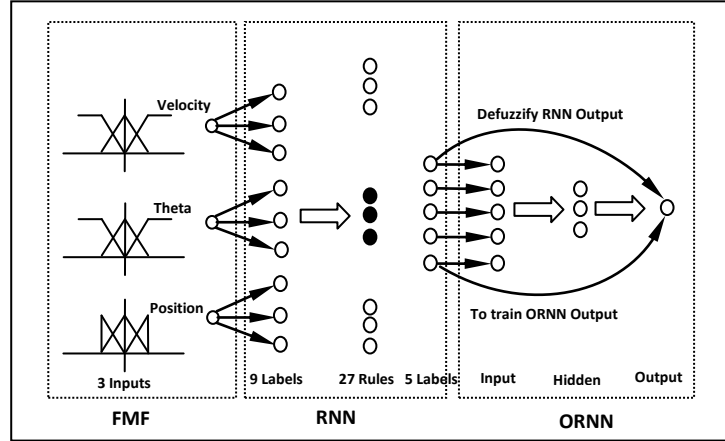 Velocity
Defuzzify RNN Output
Theta
Position
To train ORNN Output
3 Inputs
9 Labels
27 Rules
5 Labels
Input
Hidden
Output
FMF
RNN
ORNN